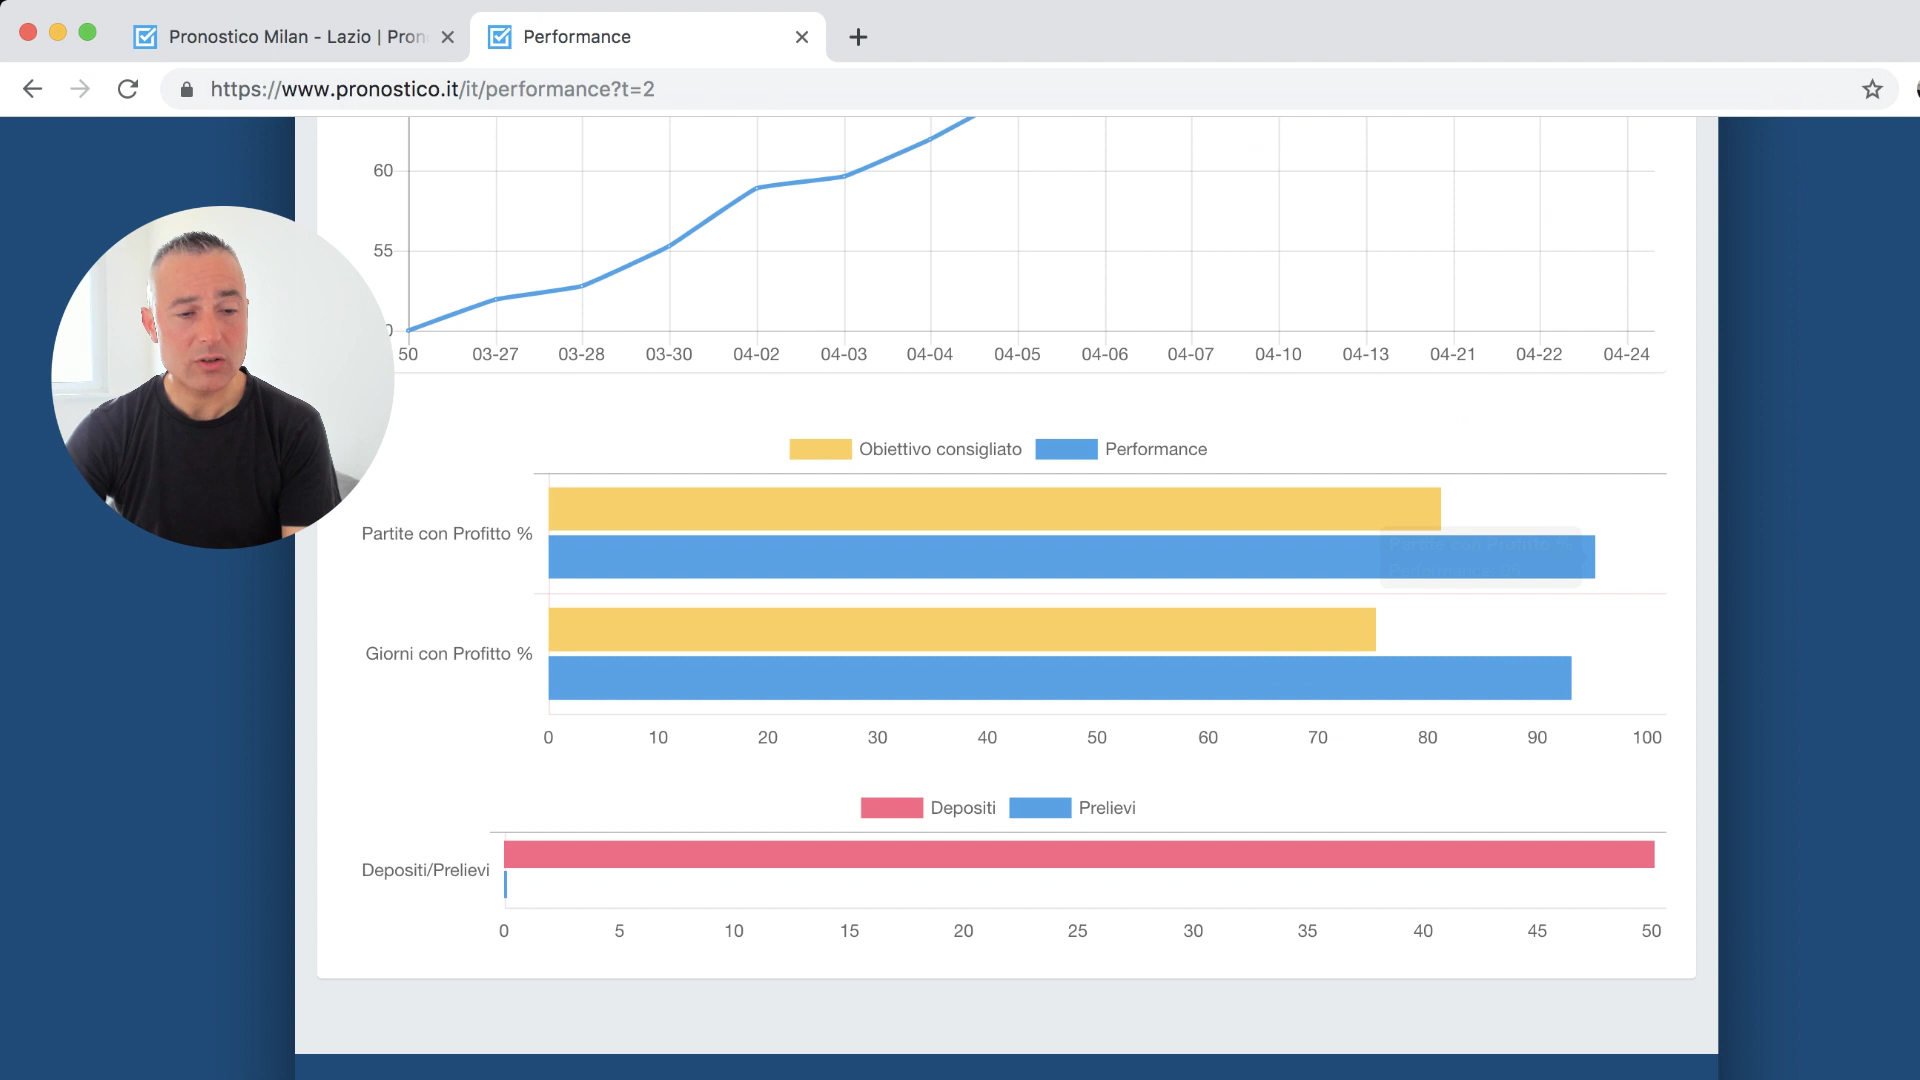 Pronostico Milan - Lazio | Pron
Performance
https://www.pronostico.it/it/performance?t=2
60
55
0
50 03-27 03-28 03-30 04-02 04-03 04-04 04-05 04-06 04-07 04-10 04-13 04-21 04-22 04-24
Obiettivo consigliato Performance
Partite con Profitto %
Partite con Profitto %
Giorni con Profitto %
0 10 20 30 40 50 60 70 80 90 100
Depositi Prelievi
Depositi/Prelievi
0 5 10 15 20 25 30 35 40 45 50